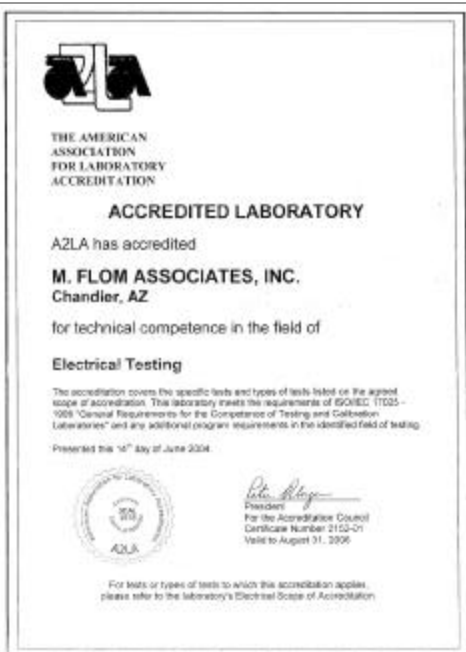 A2LA
THE AMERICAN
ASSOCIATION
FOR LABORATORY
ACCREDITATION
ACCREDITED LABORATORY
A2LA has accredited
M. FLOM ASSOCIATES, INC.
Chandler, AZ
for technical competence in the field of
Electrical Testing
The accreditation covers the specific tests and types of tests listed on the agreed
scope of accreditation. This laboratory meets the requirements of ISO/IEC 17025 -
1999 "General Requirements for the Competence of Testing and Calibration
Laboratories" and any additional program requirements in the identified field of testing.
Presented this 14th day of June 2004.
SEAL
A2LA
President
For the Accreditation Council
Certificate Number 2152-01
Valid to August 31, 2006
For tests or types of tests to which this accreditation applies,
please refer to the laboratory's Electrical Scope of Accreditation